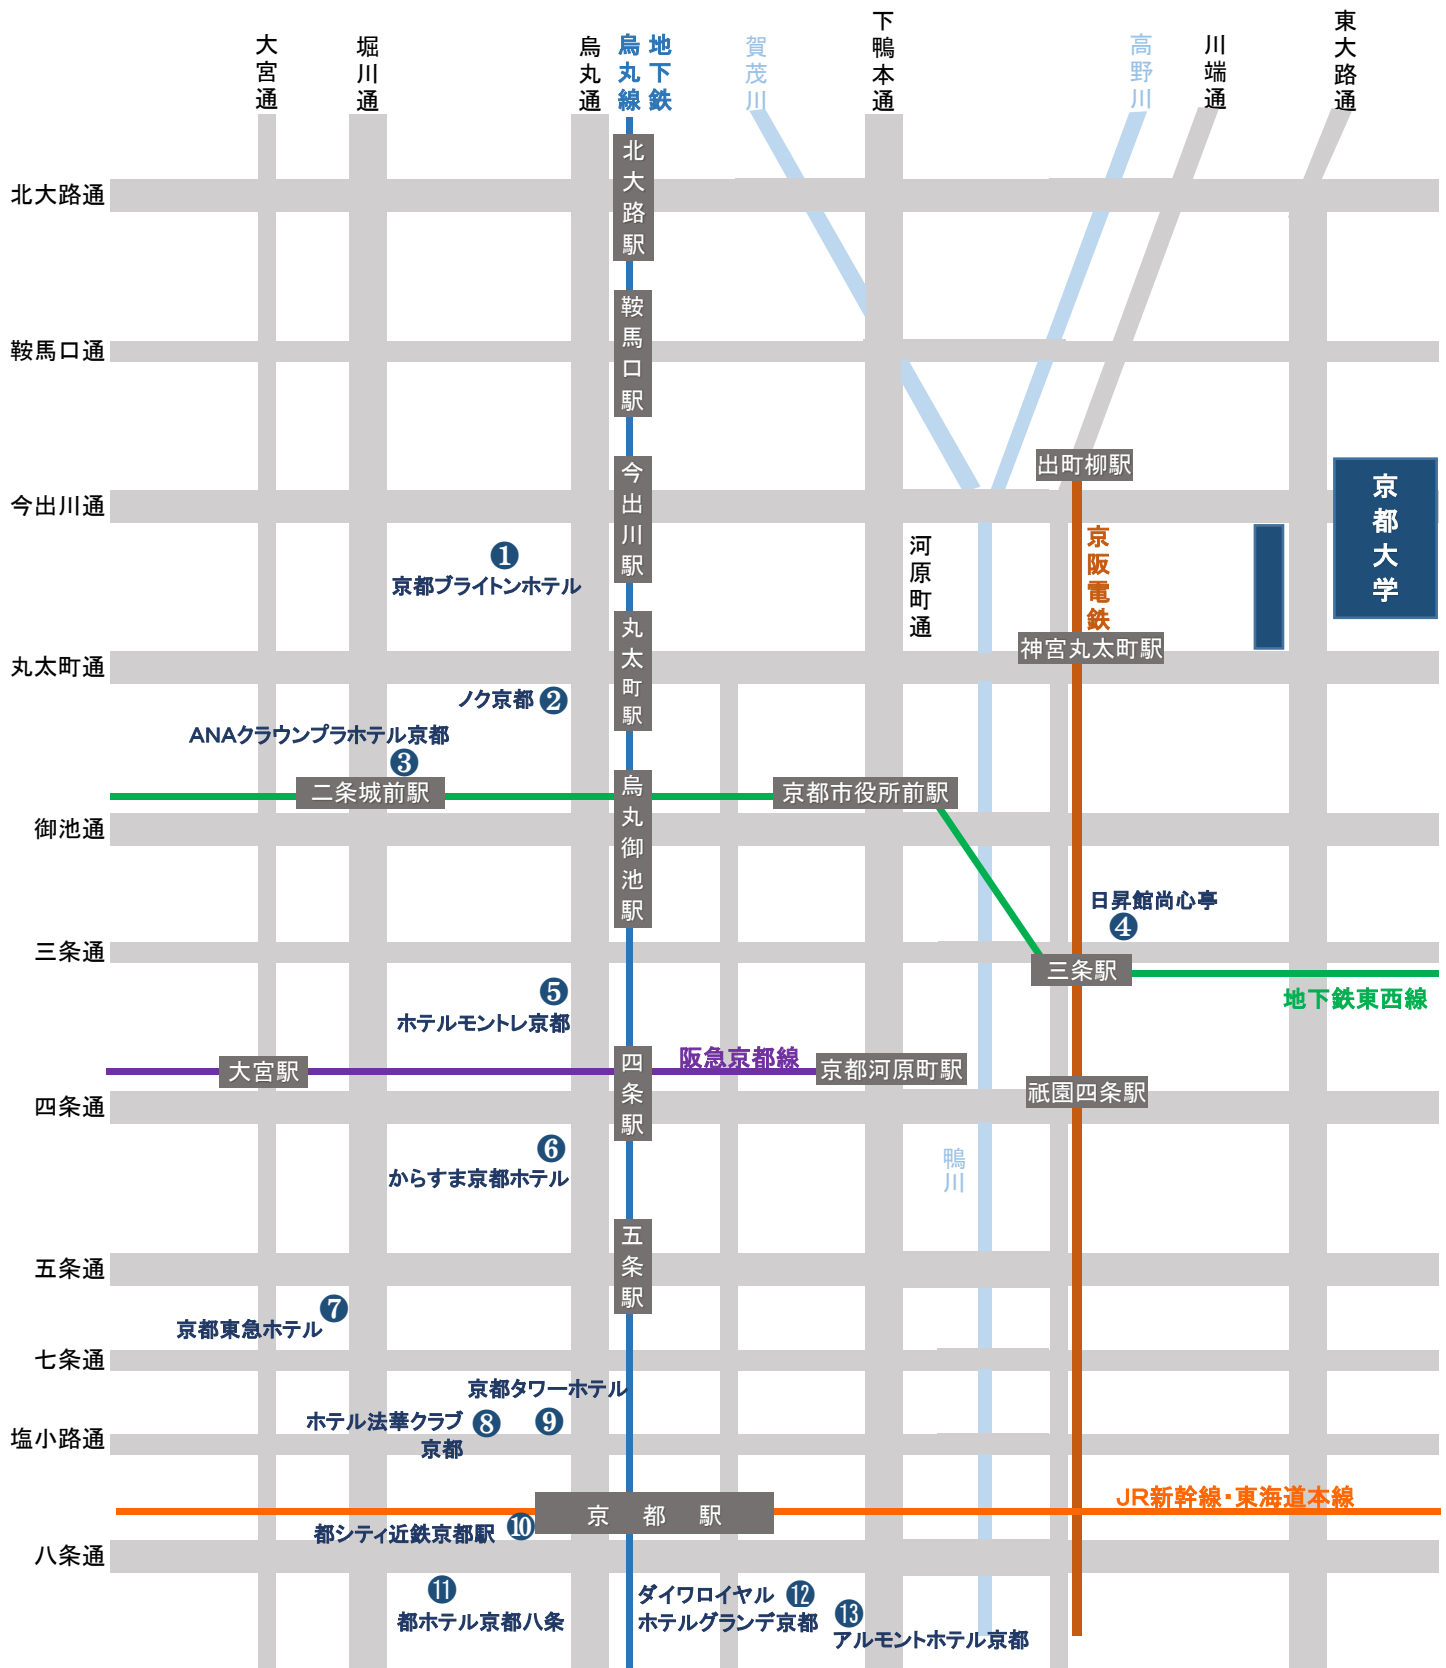 大宮通
堀川通
烏丸通
地下鉄
烏丸線
賀茂川
下鴨本通
高野川
川端通
東大路通
北大路通
北大路駅
鞍馬口通
鞍馬口駅
今出川通
今出川駅
出町柳駅
京都大学
河原町通
京阪電鉄
❶
京都ブライトンホテル
丸太町通
丸太町駅
神宮丸太町駅
ノク京都 ❷
ANAクラウンプラホテル京都
❸
二条城前駅
烏丸御池駅
京都市役所前駅
御池通
日昇館尚心亭
❹
三条通
三条駅
地下鉄東西線
❺
ホテルモントレ京都
阪急京都線
大宮駅
四条駅
京都河原町駅
祇園四条駅
四条通
❻
からすま京都ホテル
鴨川
五条駅
五条通
❼
京都東急ホテル
七条通
京都タワーホテル
ホテル法華クラブ ❽ ❾
京都
塩小路通
JR新幹線・東海道本線
京都駅
都シティ近鉄京都駅 ❿
八条通
⓫
都ホテル京都八条
ダイワロイヤル ⓬
ホテルグランデ京都
⓭
アルモントホテル京都